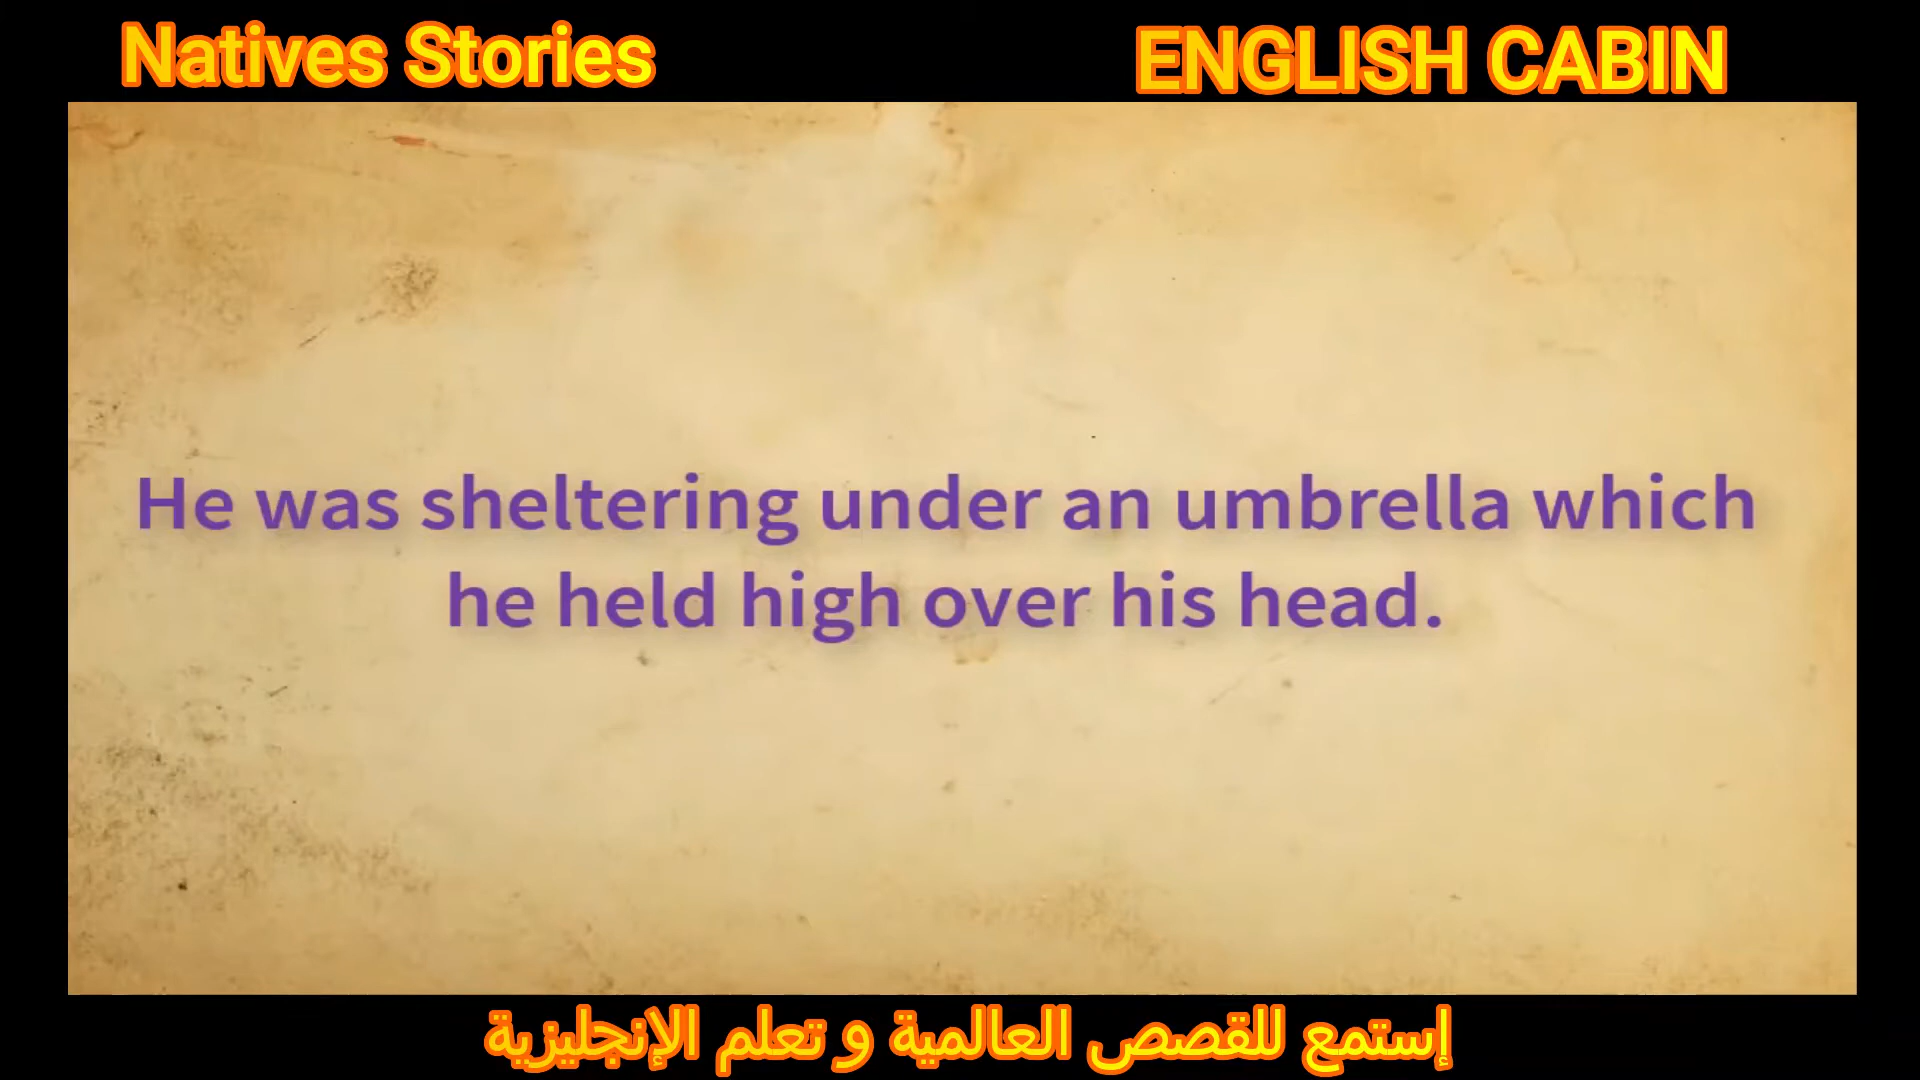 Natives Stories
ENGLISH CABIN
He was sheltering under an umbrella which
he held high over his head.
إستمع للقصص العالمية و تعلم الإنجليزية